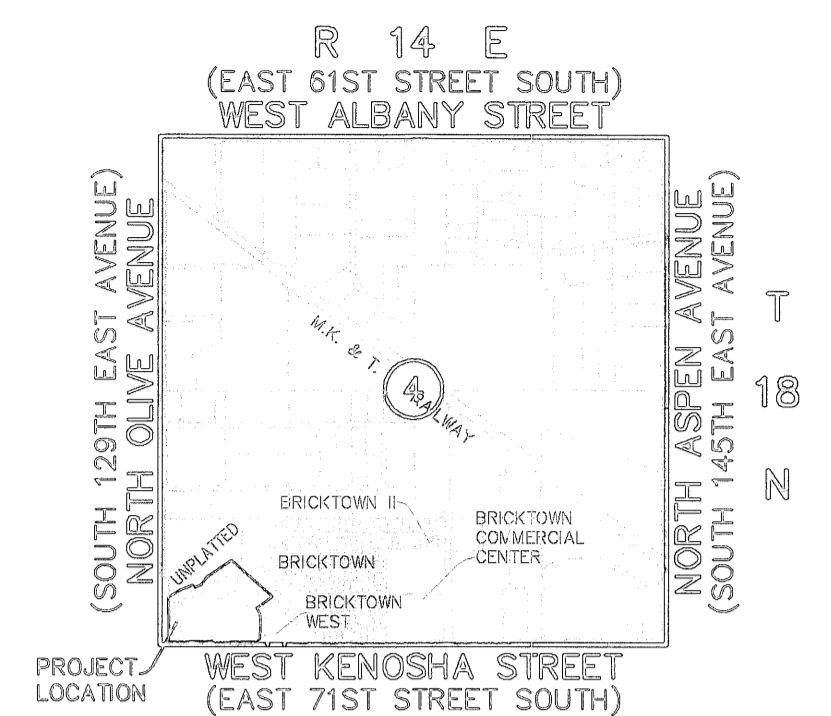 R 14 E
(EAST 61ST STREET SOUTH)
WEST ALBANY STREET
(SOUTH 129TH EAST AVENUE)
NORTH OLIVE AVENUE
NORTH ASPEN AVENUE
(SOUTH 145TH EAST AVENUE)
T
18
N
M.K. & T. RAILWAY
BRICKTOWN II
BRICKTOWN
COMMERCIAL
CENTER
UNPLATTED
BRICKTOWN
BRICKTOWN
WEST
PROJECT
LOCATION
WEST KENOSHA STREET
(EAST 71ST STREET SOUTH)